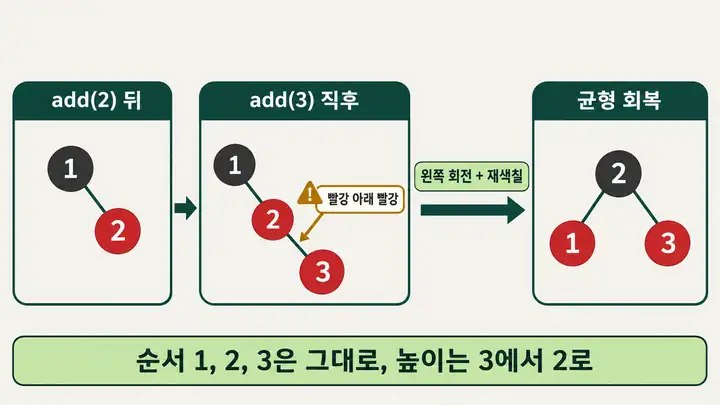 add(2) 뒤
1
2
add(3) 직후
1
2
3
! 빨강 아래 빨강
왼쪽 회전 + 재색칠
균형 회복
2
1 3
순서 1, 2, 3은 그대로, 높이는 3에서 2로